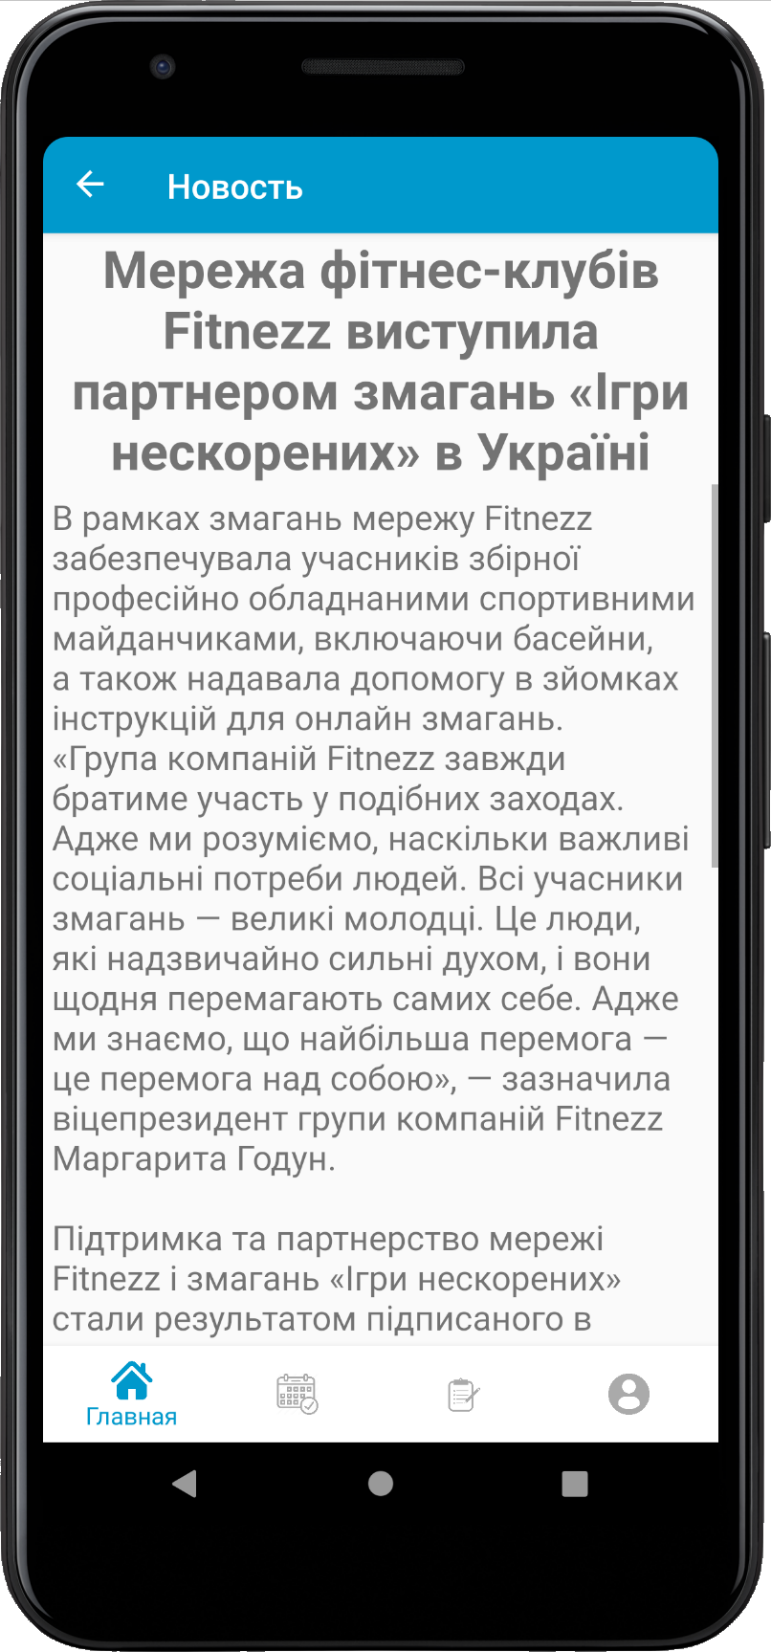 Новость
Мережа фітнес-клубів
Fitnezz виступила
партнером змагань «Ігри
нескорених» в Україні
В рамках змагань мережу Fitnezz
забезпечувала учасників збірної
професійно обладнаними спортивними
майданчиками, включаючи басейни,
а також надавала допомогу в зйомках
інструкцій для онлайн змагань.
«Група компаній Fitnezz завжди
братиме участь у подібних заходах.
Адже ми розуміємо, наскільки важливі
соціальні потреби людей. Всі учасники
змагань — великі молодці. Це люди,
які надзвичайно сильні духом, і вони
щодня перемагають самих себе. Адже
ми знаємо, що найбільша перемога —
це перемога над собою», — зазначила
віцепрезидент групи компаній Fitnezz
Маргарита Годун.
Підтримка та партнерство мережі
Fitnezz і змагань «Ігри нескорених»
стали результатом підписаного в
Главная